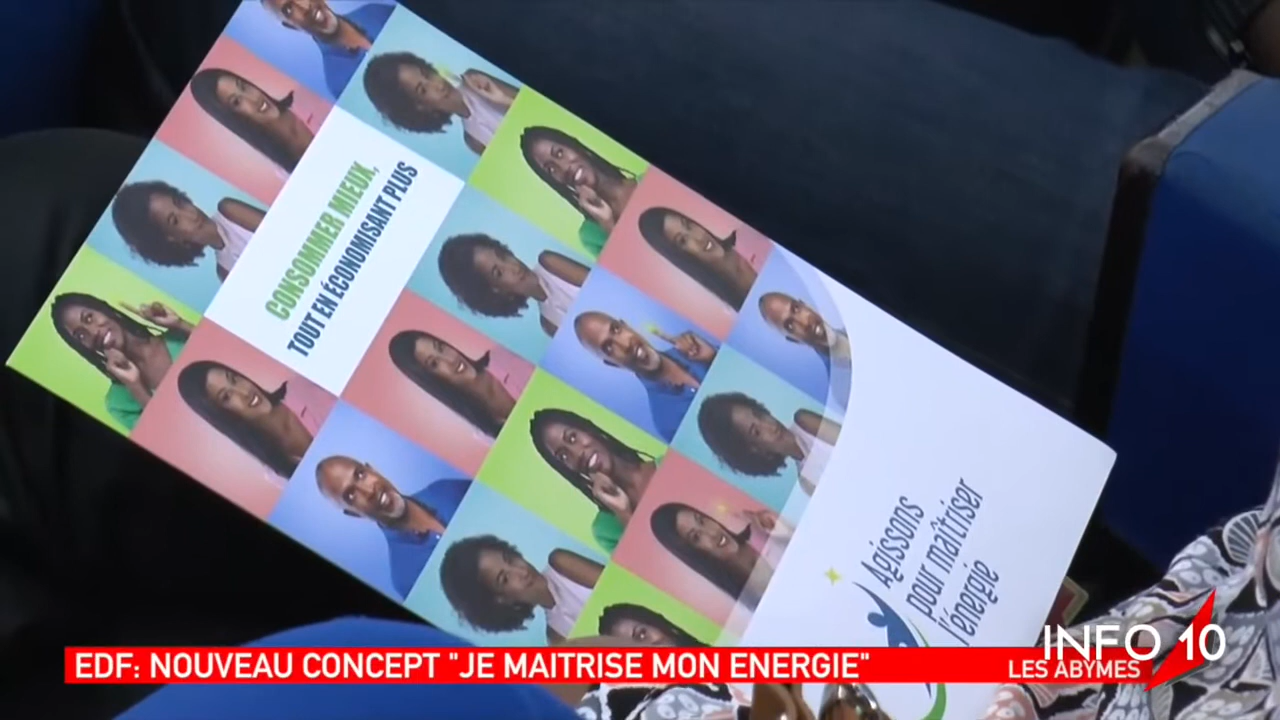 CONSOMMER MIEUX,
TOUT EN ÉCONOMISANT PLUS
Agissons
pour maîtriser
l'énergie
INFO 10
EDF: NOUVEAU CONCEPT "JE MAITRISE MON ENERGIE"
LES ABYMES